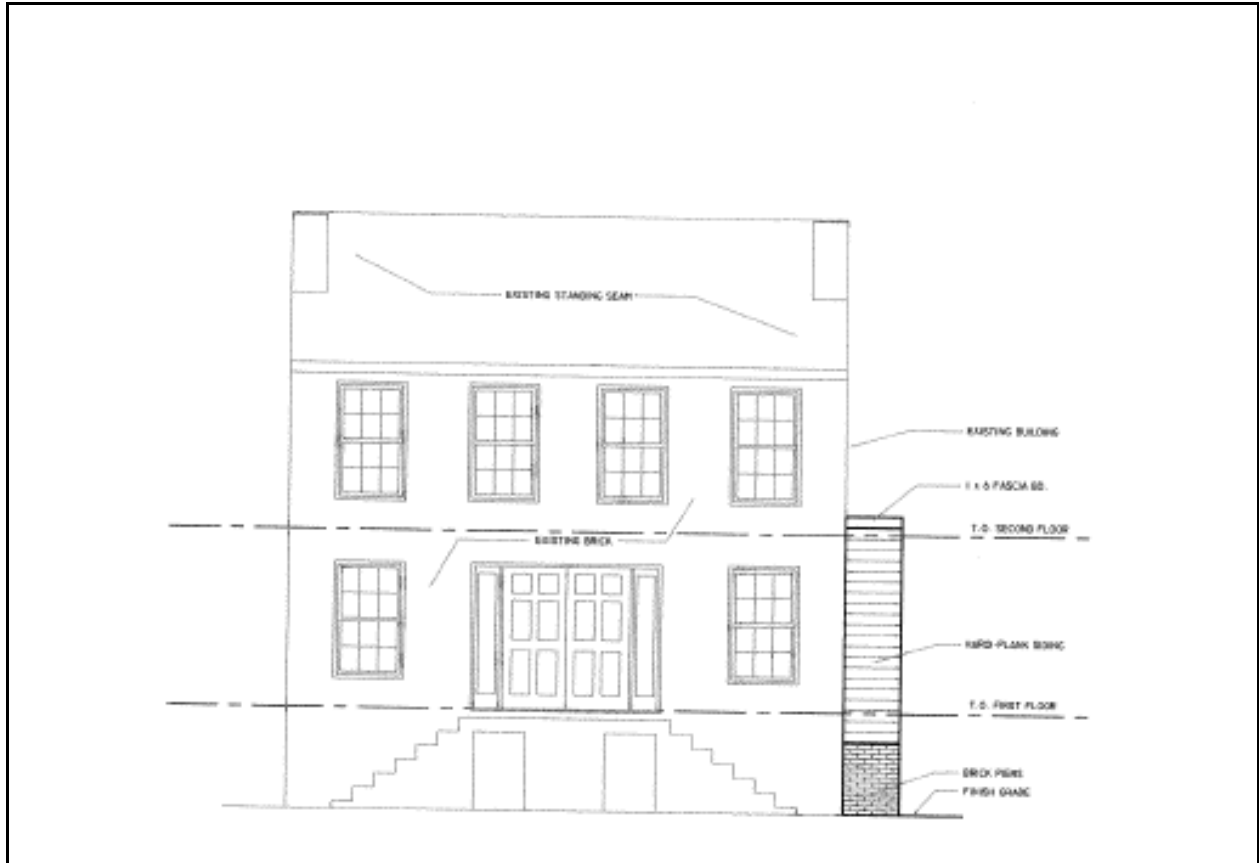 EXISTING STANDING SEAM
EXISTING BUILDING
1 x 6 FASCIA BD.
T.O. SECOND FLOOR
EXISTING BRICK
HARDI-PLANK SIDING
T.O. FIRST FLOOR
BRICK PIERS
FINISH GRADE